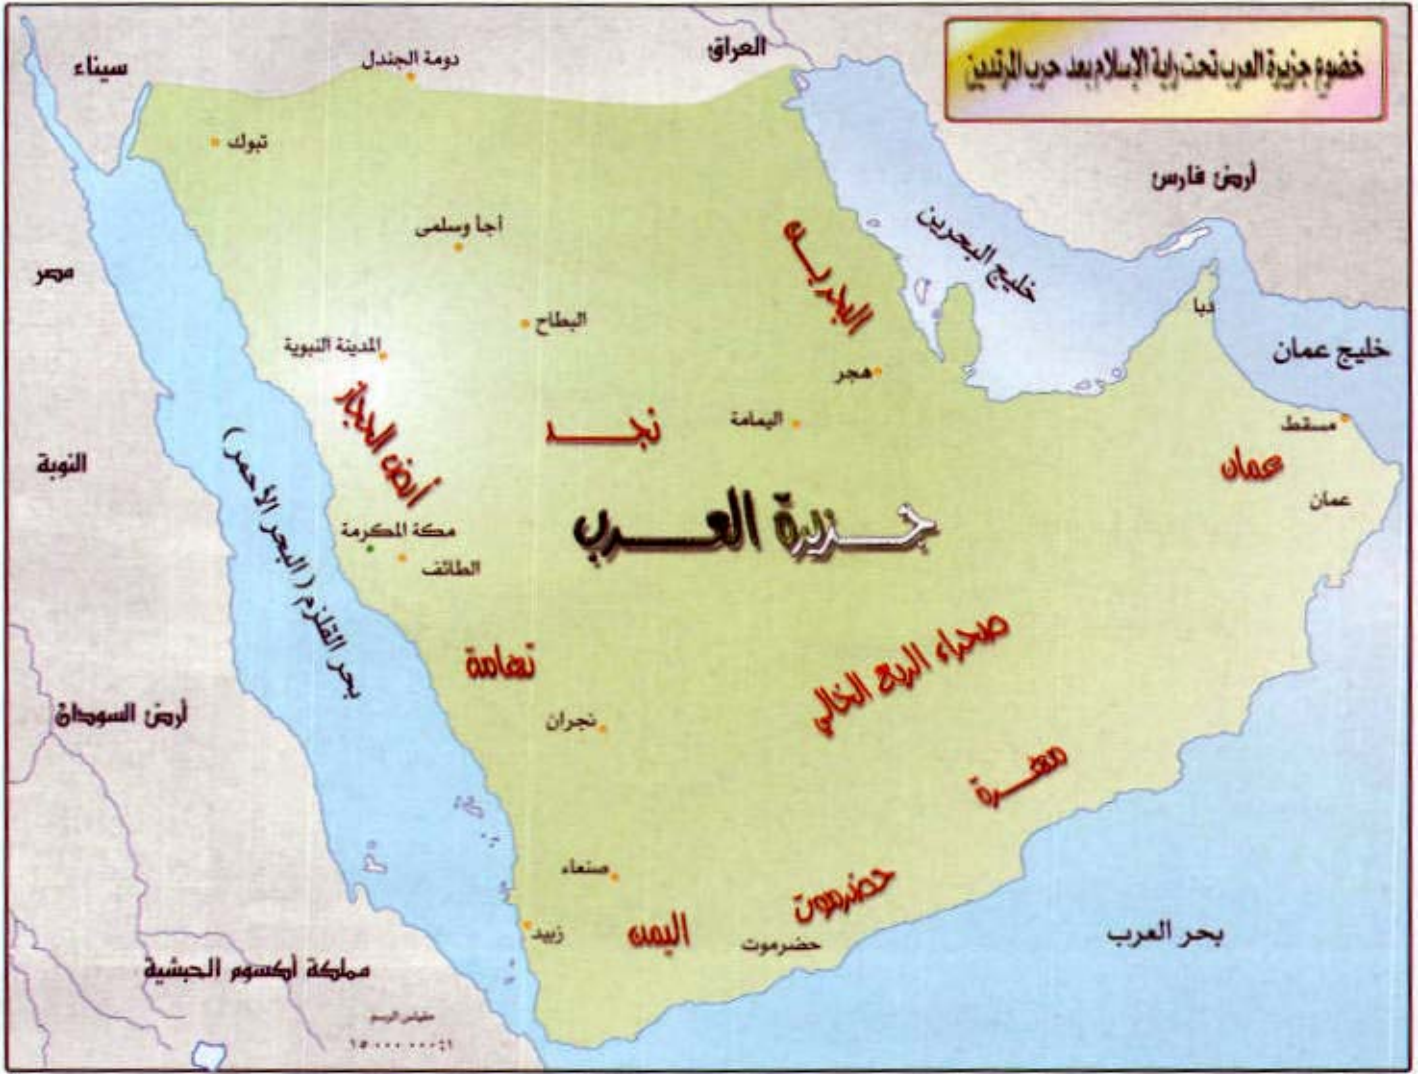 خضوع جزيرة العرب تحت راية الإسلام بعد حرب المرتدين
سيناء
دومة الجندل
العراق
تبوك
أرض فارس
أجأ وسلمى
خليج البحرين
البحرين
مصر
دبا
البطاح
المدينة النبوية
خليج عمان
هجر
أرض الحجاز
نجد
اليمامة
مسقط
عمان
النوبة
عمان
بحر القلزم (البحر الأحمر)
مكة المكرمة
جزيرة العرب
الطائف
تهامة
صحراء الربع الخالي
أرض السودان
نجران
مهرة
صنعاء
حضرموت
زبيد
اليمن
حضرموت
بحر العرب
مملكة أكسوم الحبشية
مقياس الرسم
١٥٠٠٠٠٠٠:١